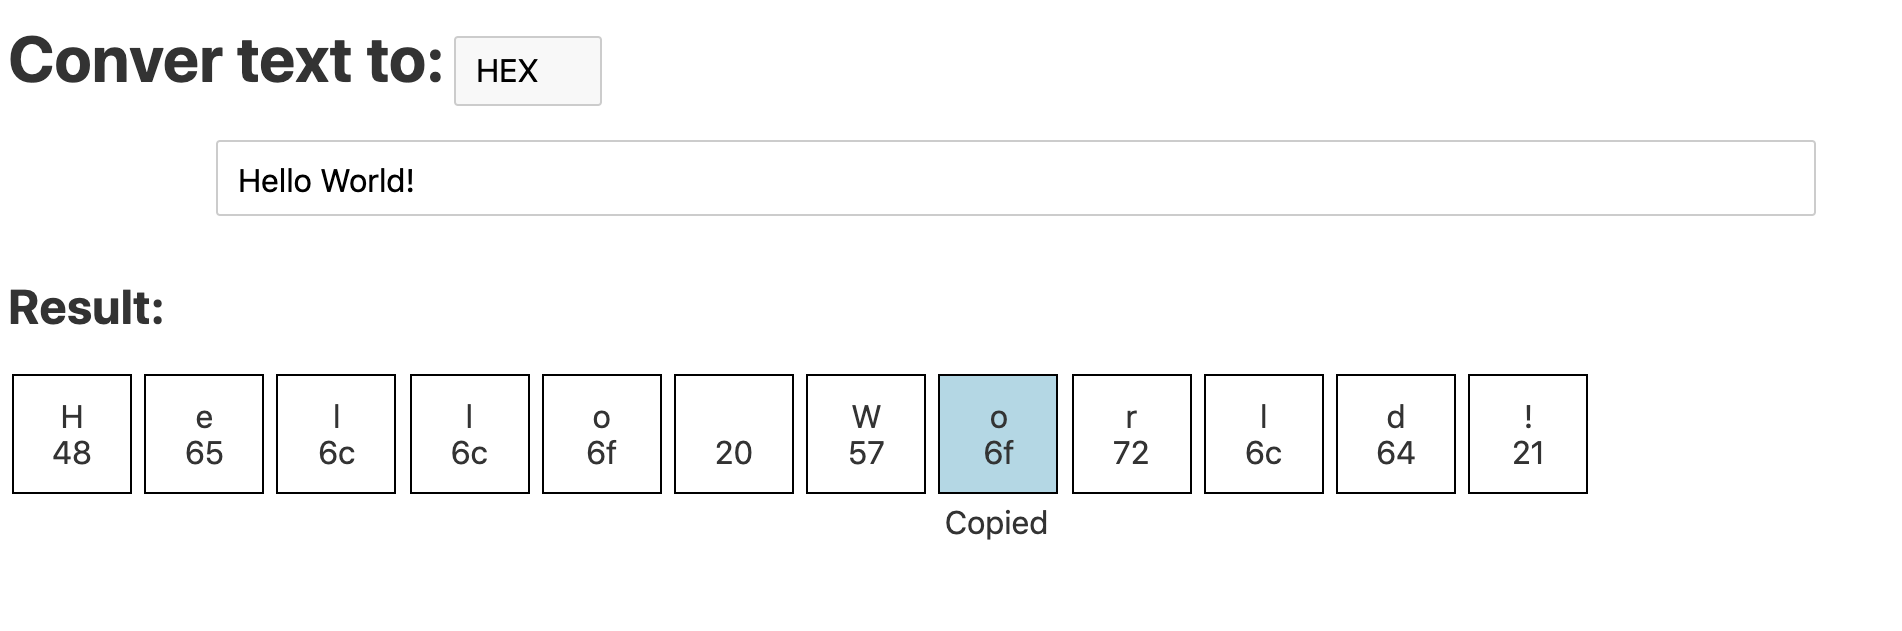 Conver text to: HEX
Hello World!
Result:
H e l l o W o r l d !
48 65 6c 6c 6f 20 57 6f 72 6c 64 21
Copied